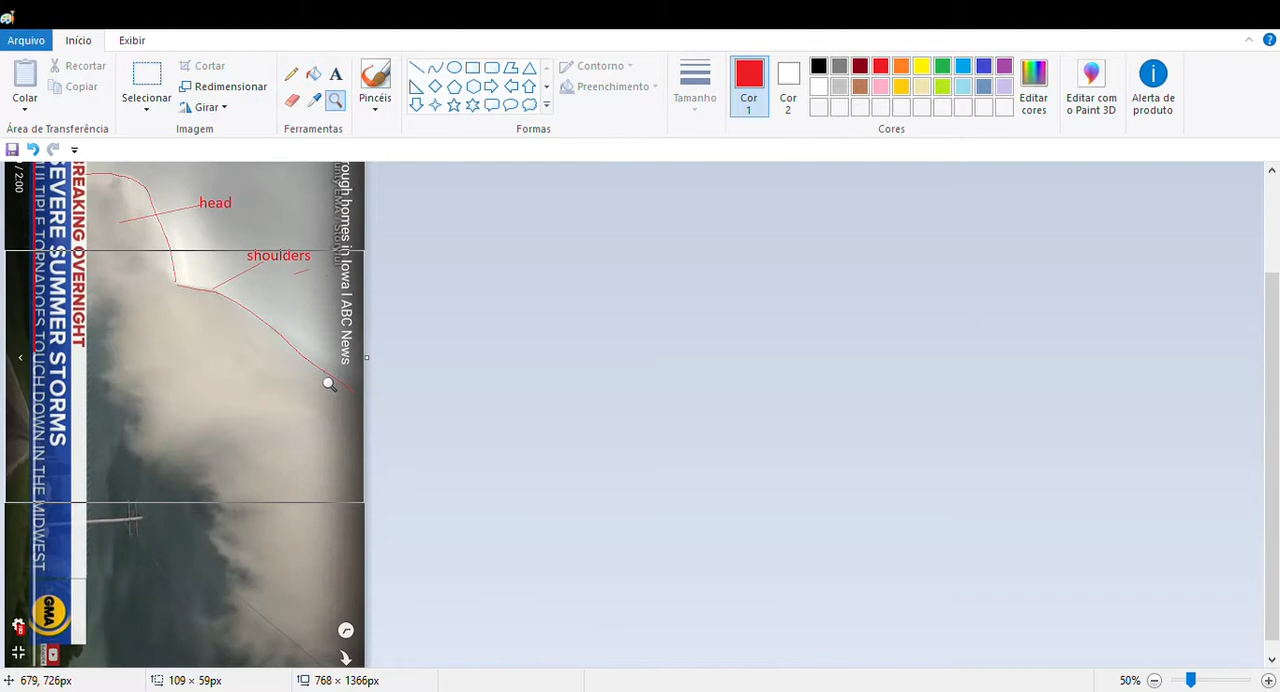 Arquivo
Início
Exibir
Colar
Recortar
Copiar
Área de Transferência
Selecionar
Cortar
Redimensionar
Girar
Imagem
A
Ferramentas
Pincéis
Contorno
Preenchimento
Formas
Tamanho
Cor
1
Cor
2
Editar
cores
Cores
Editar com
o Paint 3D
Alerta de
produto
head
shoulders
rough homes in Iowa | ABC News
BREAKING OVERNIGHT
SEVERE SUMMER STORMS
MULTIPLE TORNADOES TOUCH DOWN IN THE MIDWEST
GMA
/ 2:00
679, 726px
109 × 59px
768 × 1366px
50%